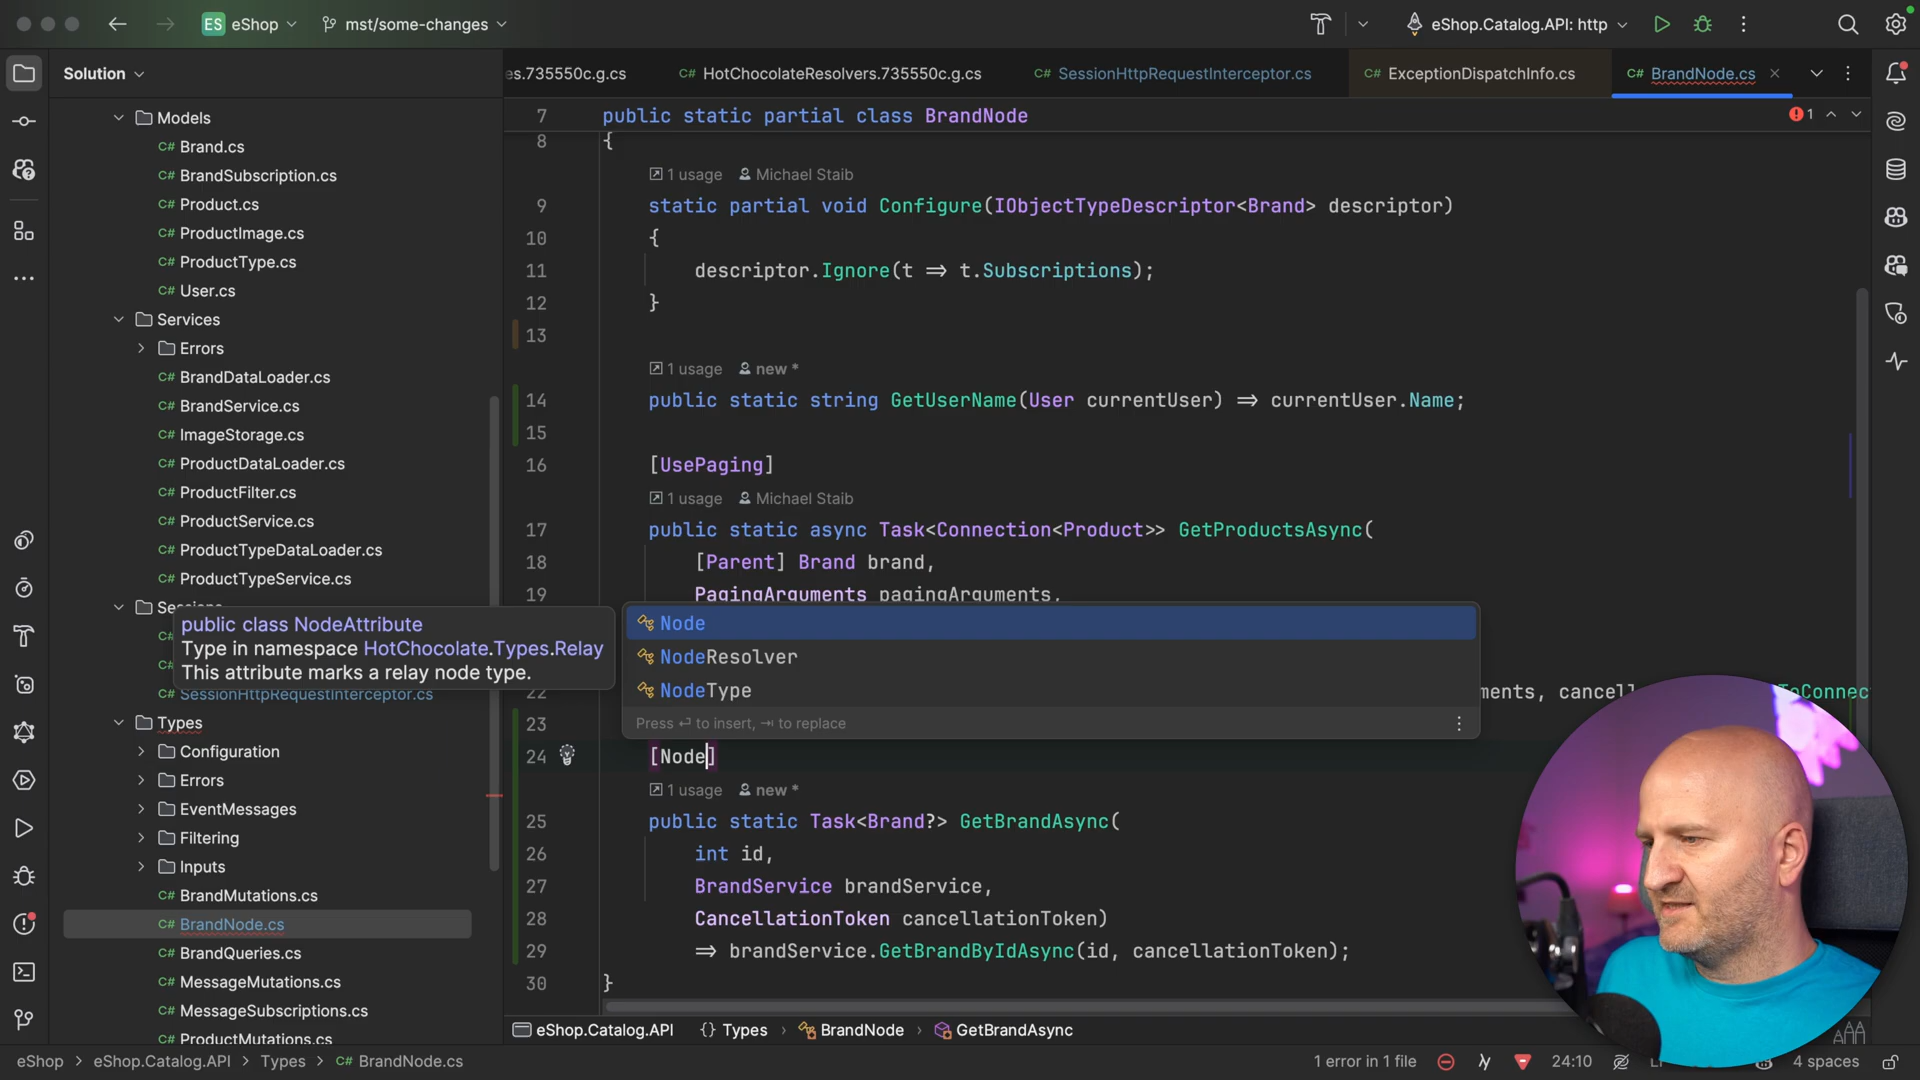 ES eShop
mst/some-changes
eShop.Catalog.API: http
Solution
es.735550c.g.cs
C# HotChocolateResolvers.735550c.g.cs
C# SessionHttpRequestInterceptor.cs
C# ExceptionDispatchInfo.cs
C# BrandNode.cs
Models
C# Brand.cs
C# BrandSubscription.cs
C# Product.cs
C# ProductImage.cs
C# ProductType.cs
C# User.cs
Services
Errors
C# BrandDataLoader.cs
C# BrandService.cs
C# ImageStorage.cs
C# ProductDataLoader.cs
C# ProductFilter.cs
C# ProductService.cs
C# ProductTypeDataLoader.cs
C# ProductTypeService.cs
C#
C#
C# SessionHttpRequestInterceptor.cs
Types
Configuration
Errors
EventMessages
Filtering
Inputs
C# BrandMutations.cs
C# BrandNode.cs
C# BrandQueries.cs
C# MessageMutations.cs
C# MessageSubscriptions.cs
C# ProductMutations.cs
7 public static partial class BrandNode
1
8 {
1 usage Michael Staib
9 static partial void Configure(IObjectTypeDescriptor<Brand> descriptor)
10 {
11 descriptor.Ignore(t => t.Subscriptions);
12 }
13
1 usage new *
14 public static string GetUserName(User currentUser) => currentUser.Name;
15
16 [UsePaging]
1 usage Michael Staib
17 public static async Task<Connection<Product>> GetProductsAsync(
18 [Parent] Brand brand,
19 PagingArguments pagingArguments,
public class NodeAttribute
Type in namespace HotChocolate.Types.Relay
This attribute marks a relay node type.
Node
NodeResolver
NodeType
Press ⏎ to insert, ⇥ to replace
22 ments, cancell ToConnec
23
24 [Node]
1 usage new *
25 public static Task<Brand?> GetBrandAsync(
26 int id,
27 BrandService brandService,
28 CancellationToken cancellationToken)
29 => brandService.GetBrandByIdAsync(id, cancellationToken);
30 }
eShop.Catalog.API {} Types > BrandNode > GetBrandAsync
eShop > eShop.Catalog.API > Types > C# BrandNode.cs
1 error in 1 file
24:10
4 spaces